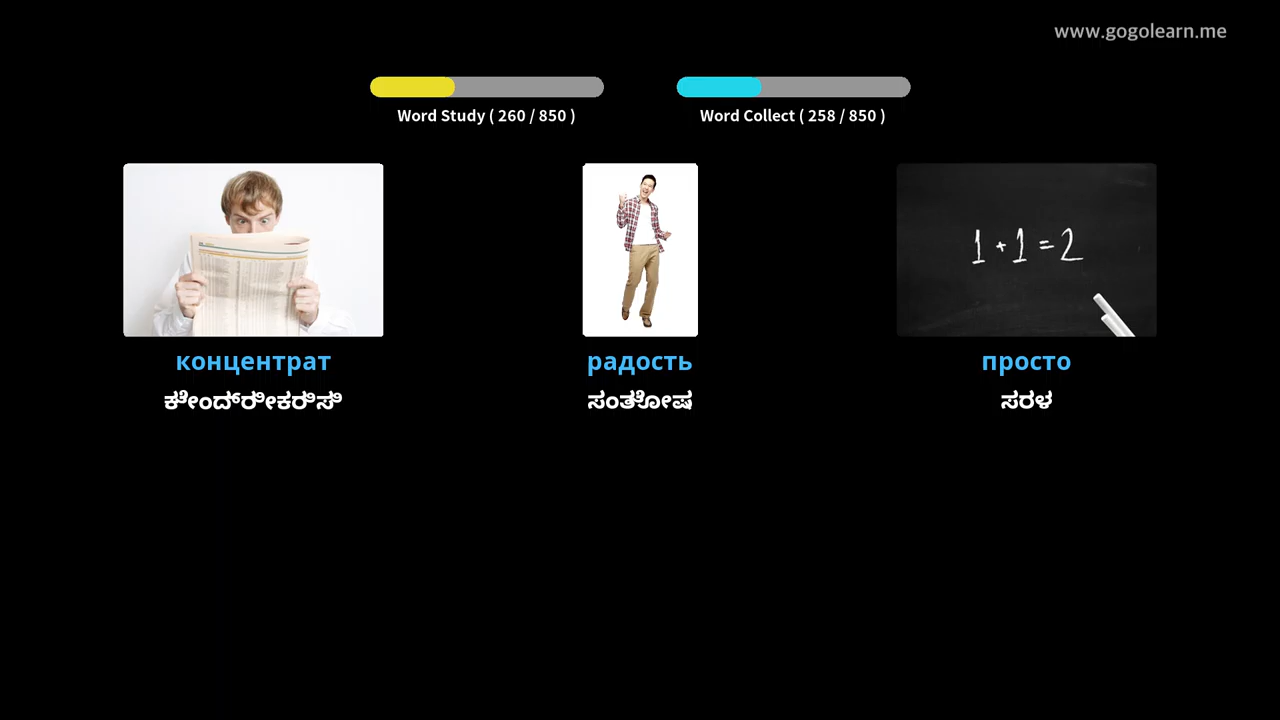 www.gogolearn.me
Word Study ( 260 / 850 )
Word Collect ( 258 / 850 )
1 + 1 = 2
концентрат
радость
просто
ಕೇಂದ್ರೀಕರಿಸಿ
ಸಂತೋಷ
ಸರಳ